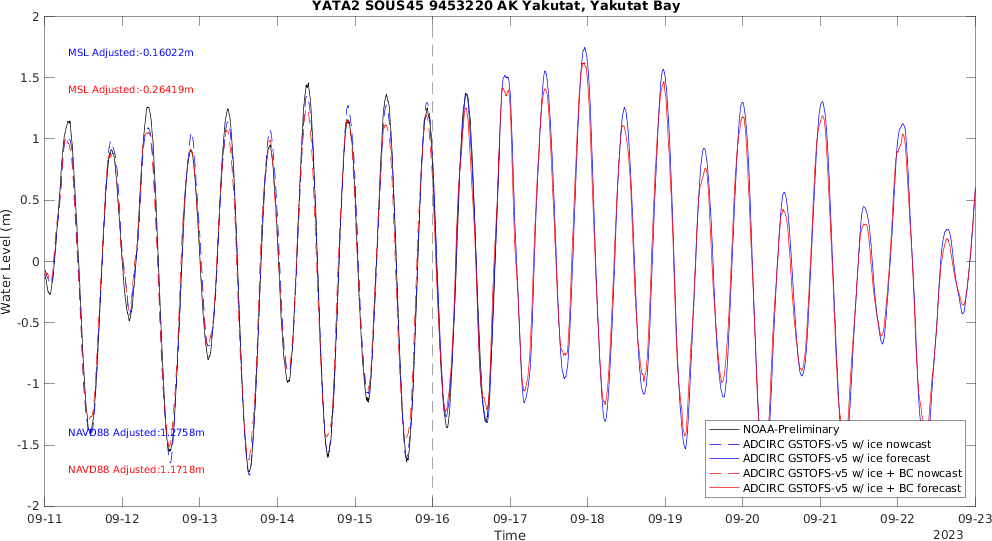 YATA2 SOUS45 9453220 AK Yakutat, Yakutat Bay
2
1.5
1
0.5
0
-0.5
-1
-1.5
-2
Water Level (m)
MSL Adjusted:-0.16022m
MSL Adjusted:-0.26419m
NAVD88 Adjusted:1.2758m
NAVD88 Adjusted:1.1718m
NOAA-Preliminary
ADCIRC GSTOFS-v5 w/ ice nowcast
ADCIRC GSTOFS-v5 w/ ice forecast
ADCIRC GSTOFS-v5 w/ ice + BC nowcast
ADCIRC GSTOFS-v5 w/ ice + BC forecast
09-11 09-12 09-13 09-14 09-15 09-16 09-17 09-18 09-19 09-20 09-21 09-22 09-23
Time
2023